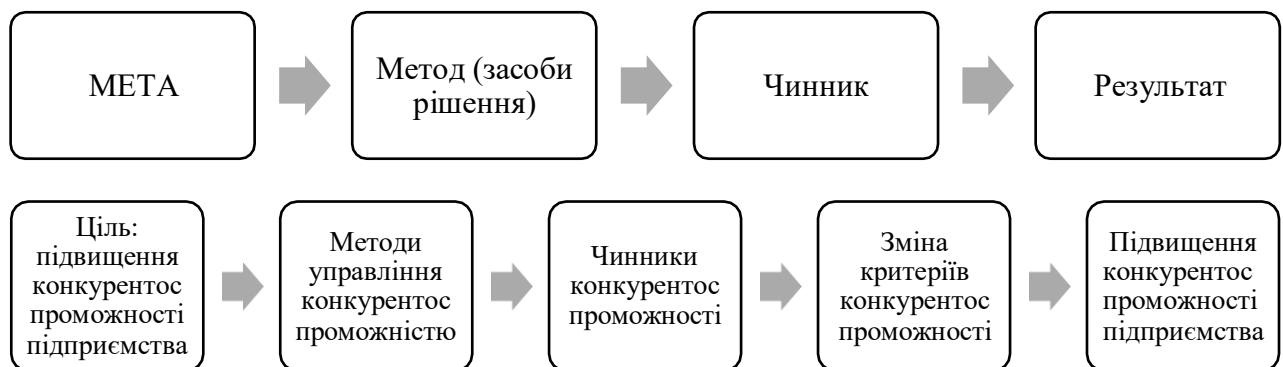 МЕТА
Метод (засоби
рішення)
Чинник
Результат
Ціль:
підвищення
конкурентос
проможності
підприємства
Методи
управління
конкурентос
проможністю
Чинники
конкурентос
проможності
Зміна
критеріїв
конкурентос
проможності
Підвищення
конкурентос
проможності
підприємства